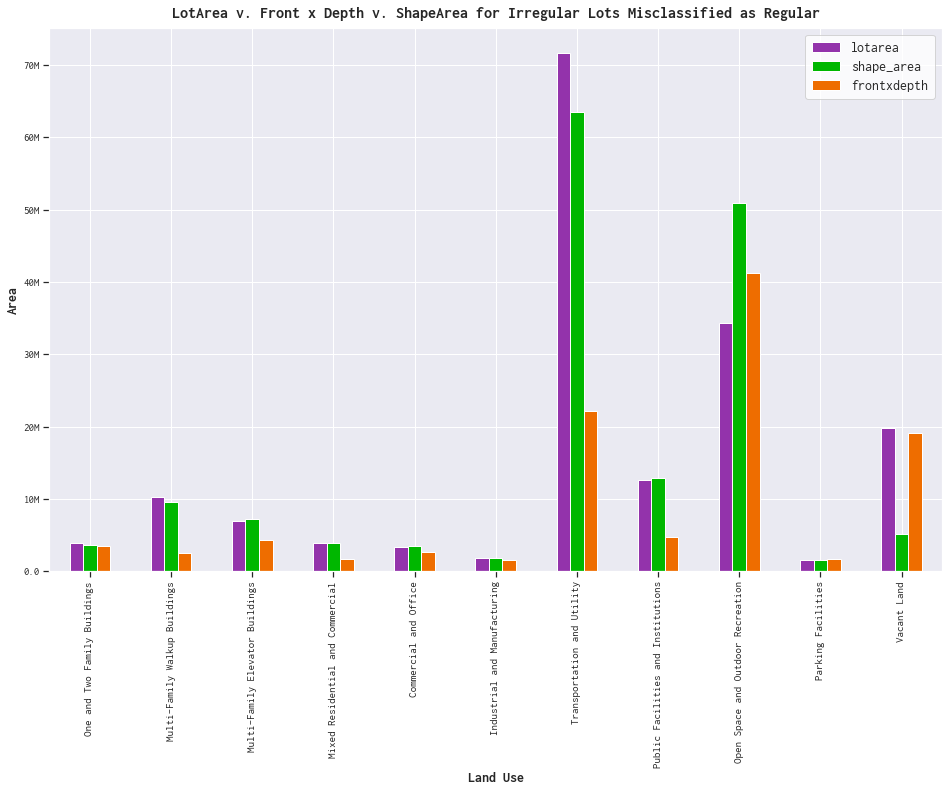 LotArea v. Front x Depth v. ShapeArea for Irregular Lots Misclassified as Regular
lotarea
shape_area
frontxdepth
70M
60M
50M
40M
30M
20M
10M
0.0
Area
One and Two Family Buildings
Multi-Family Walkup Buildings
Multi-Family Elevator Buildings
Mixed Residential and Commercial
Commercial and Office
Industrial and Manufacturing
Transportation and Utility
Public Facilities and Institutions
Open Space and Outdoor Recreation
Parking Facilities
Vacant Land
Land Use